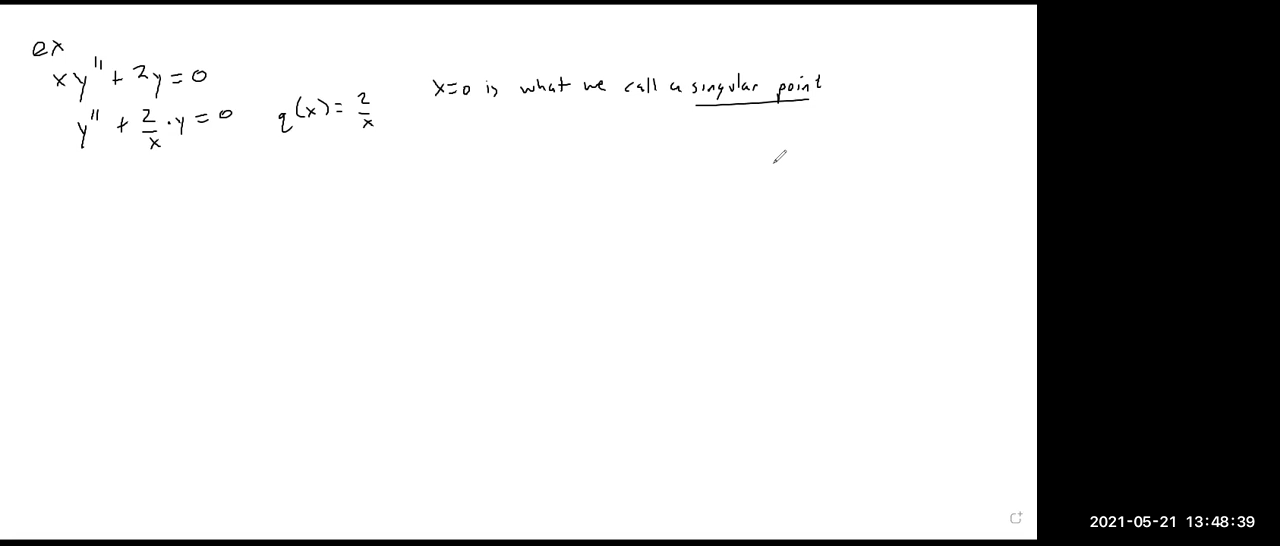 ex
xy'' + 2y = 0
y'' + 2/x · y = 0 q(x) = 2/x
x=0 is what we call a singular point
2021-05-21 13:48:39